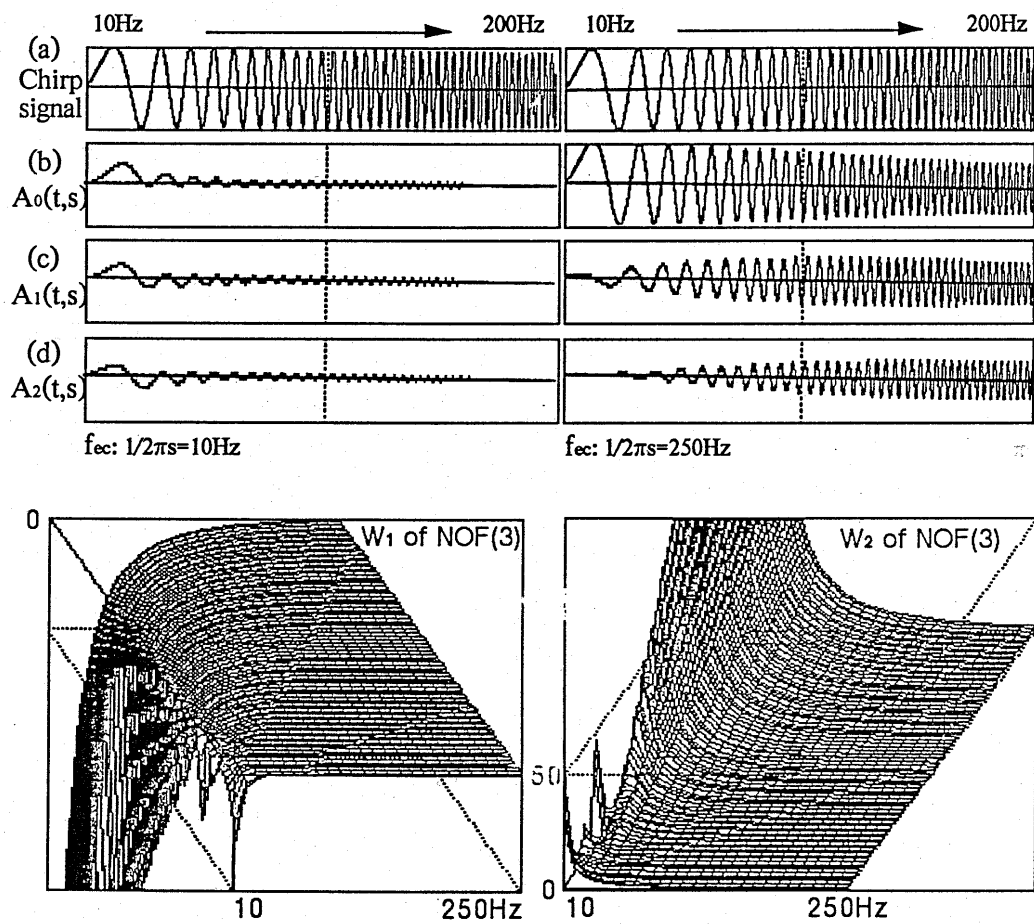 10Hz 200Hz 10Hz 200Hz
(a)
Chirp
signal
(b)
A₀(t,s)
(c)
A₁(t,s)
(d)
A₂(t,s)
fec: 1/2πs=10Hz fec: 1/2πs=250Hz π
0 W₁ of NOF(3) W₂ of NOF(3)
50
0
10 250Hz 10 250Hz